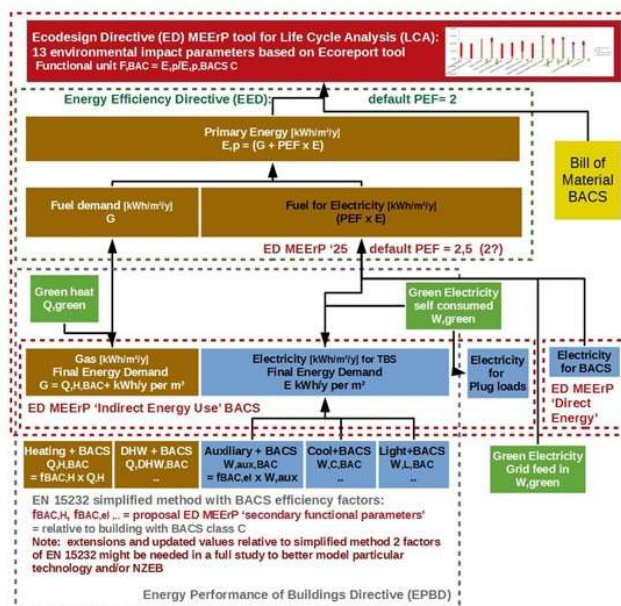 Ecodesign Directive (ED) MEErP tool for Life Cycle Analysis (LCA):
13 environmental impact parameters based on Ecoreport tool
Functional unit F,BAC = E,p/E,p,BACS C
Energy Efficiency Directive (EED): default PEF= 2
Primary Energy [kWh/m²/y]
E,p = (G + PEF x E)
Bill of
Material
BACS
Fuel demand [kWh/m²/y]
G
Fuel for Electricity [kWh/m²/y]
(PEF x E)
ED MEErP '25 default PEF = 2,5 (2?)
Green heat
Q,green
Green Electricity
self consumed
W,green
Gas [kWh/m²/y]
Final Energy Demand
G = Q,H,BAC+ kWh/y per m²
Electricity [kWh/m²/y] for TBS
Final Energy Demand
E kWh/y per m²
Electricity
for
Plug loads
Electricity
for BACS
ED MEErP 'Indirect Energy Use' BACS
ED MEErP
'Direct
Energy'
Heating + BACS
Q,H,BAC
= fBAC,H x Q,H
DHW + BACS
Q,DHW,BAC
..
Auxiliary + BACS
W,aux,BAC
= fBAC,el x W,aux
Cool+BACS
W,C,BAC
..
Light+BACS
W,L,BAC
..
Green Electricity
Grid feed in
W,green
EN 15232 simplified method with BACS efficiency factors:
fBAC,H, fBAC,el ,.. = proposal ED MEErP 'secondary functional parameters'
= relative to building with BACS class C
Note: extensions and updated values relative to simplified method 2 factors
of EN 15232 might be needed in a full study to better model particular
technology and/or NZEB
Energy Performance of Buildings Directive (EPBD)